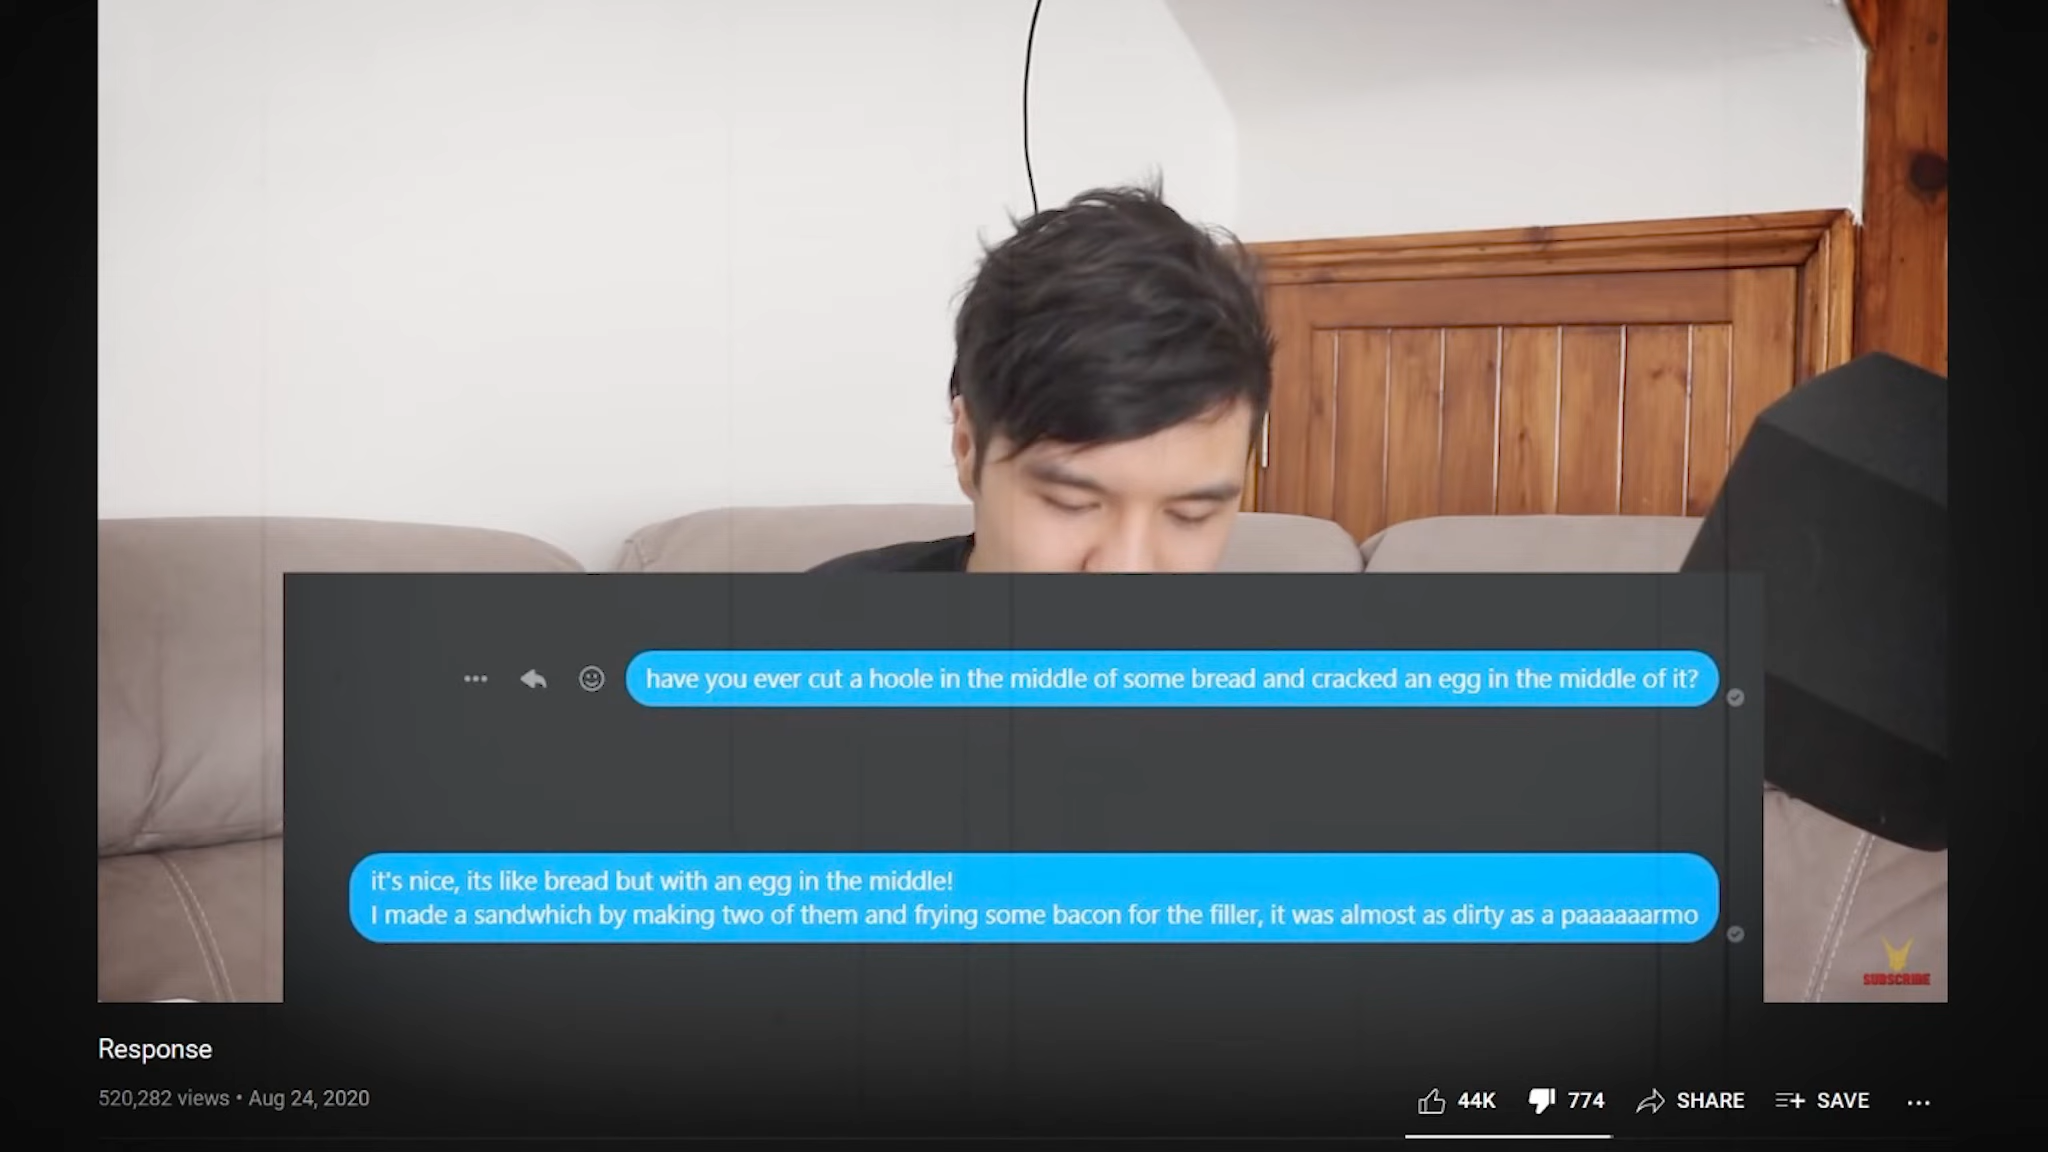 have you ever cut a hoole in the middle of some bread and cracked an egg in the middle of it?
it's nice, its like bread but with an egg in the middle!
I made a sandwhich by making two of them and frying some bacon for the filler, it was almost as dirty as a paaaaaarmo
SUBSCRIBE
Response
520,282 views • Aug 24, 2020
44K 774 SHARE SAVE